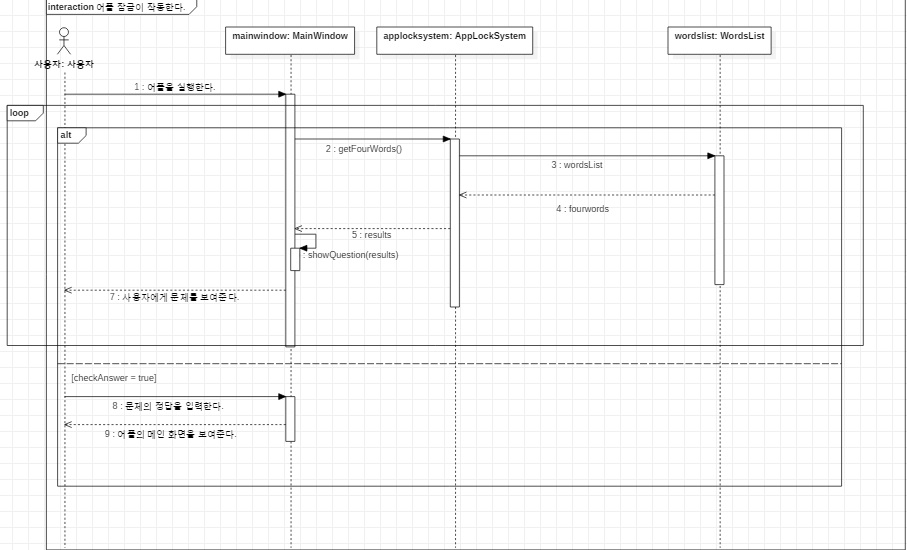 interaction 어플 잠금이 작동한다.
mainwindow: MainWindow
applocksystem: AppLockSystem
wordslist: WordsList
사용자: 사용자
1 : 어플을 실행한다.
loop
alt
2 : getFourWords()
3 : wordsList
4 : fourwords
5 : results
: showQuestion(results)
7 : 사용자에게 문제를 보여준다.
[checkAnswer = true]
8 : 문제의 정답을 입력한다.
9 : 어플의 메인 화면을 보여준다.